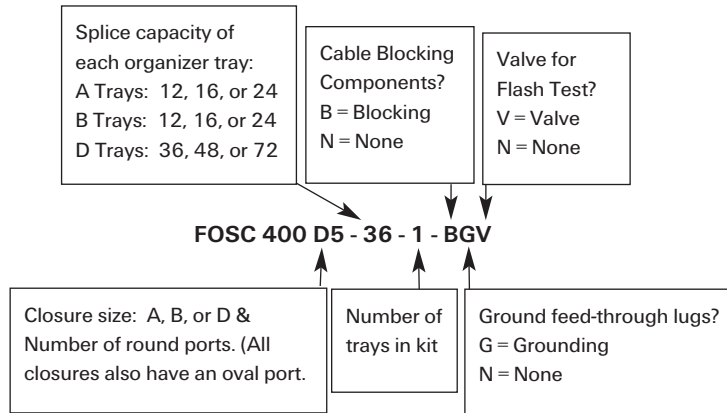 Splice capacity of
each organizer tray:
A Trays: 12, 16, or 24
B Trays: 12, 16, or 24
D Trays: 36, 48, or 72
Cable Blocking
Components?
B = Blocking
N = None
Valve for
Flash Test?
V = Valve
N = None
FOSC 400 D5 - 36 - 1 - BGV
Closure size: A, B, or D &
Number of round ports. (All
closures also have an oval port.
Number of
trays in kit
Ground feed-through lugs?
G = Grounding
N = None